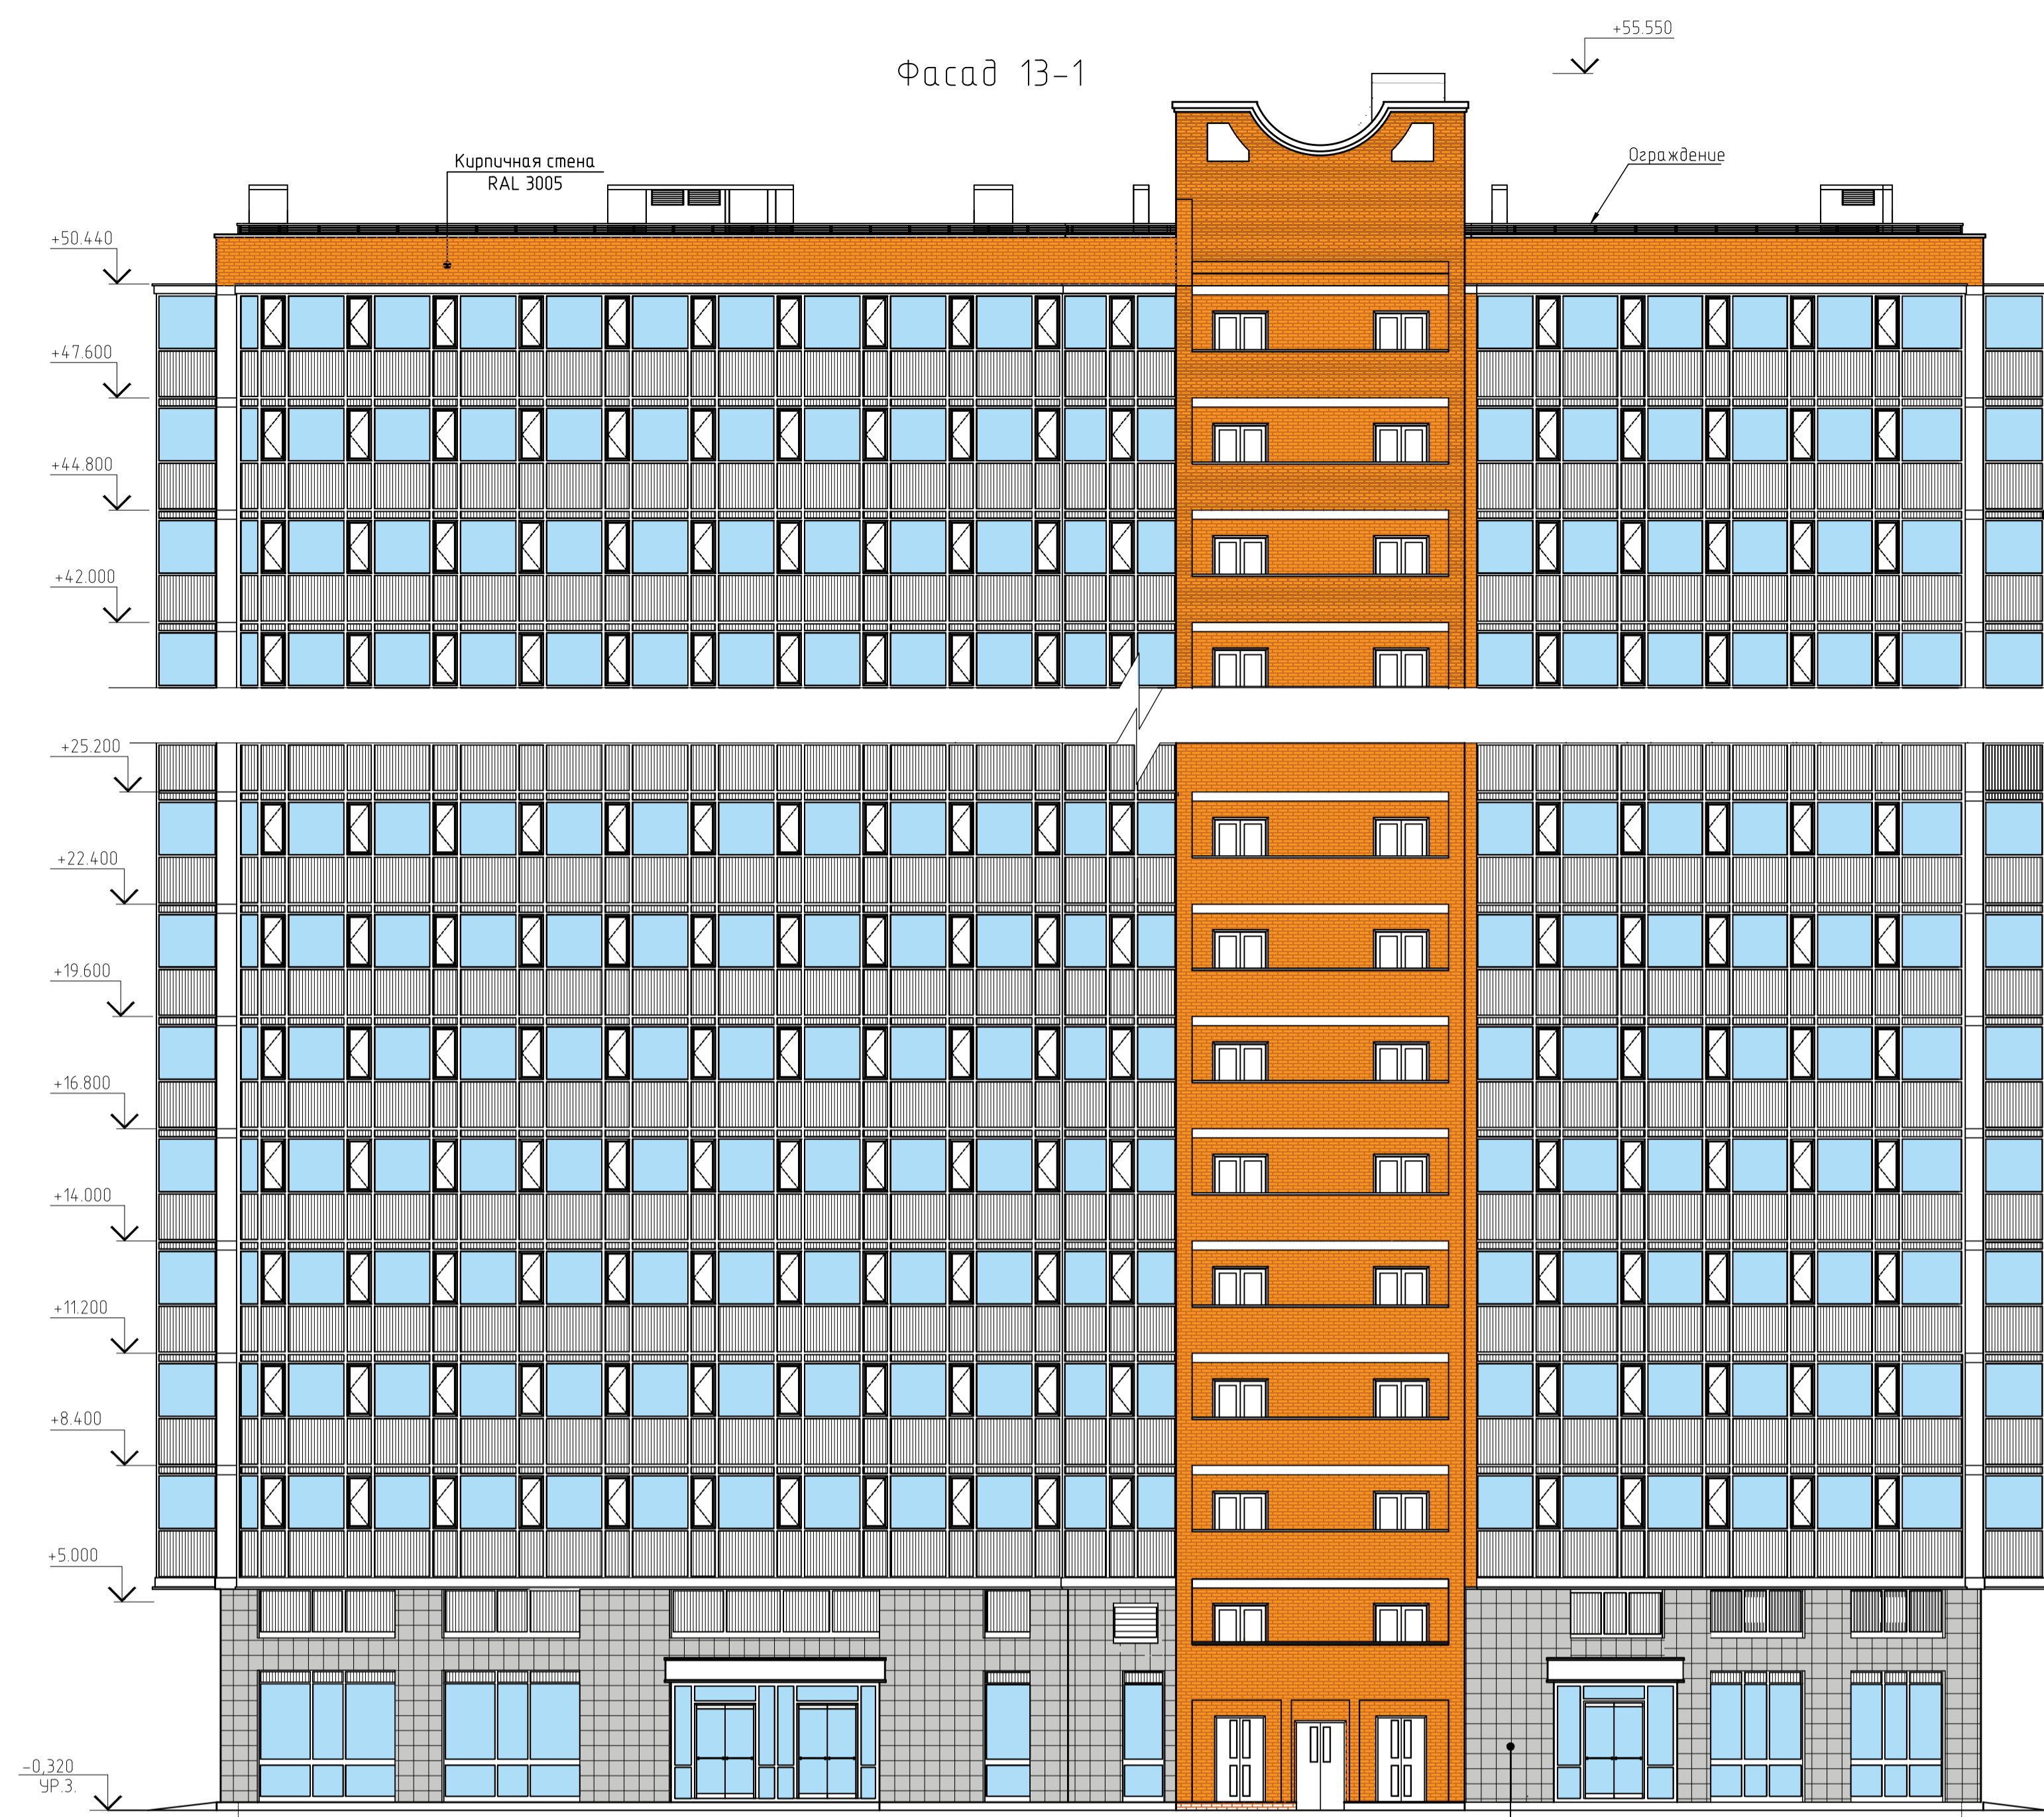 +55.550
Фасад 13-1
Кирпичная стена
RAL 3005
Ограждение
+50.440
+47.600
+44.800
+42.000
+25.200
+22.400
+19.600
+16.800
+14.000
+11.200
+8.400
+5.000
-0,320
УР.З.